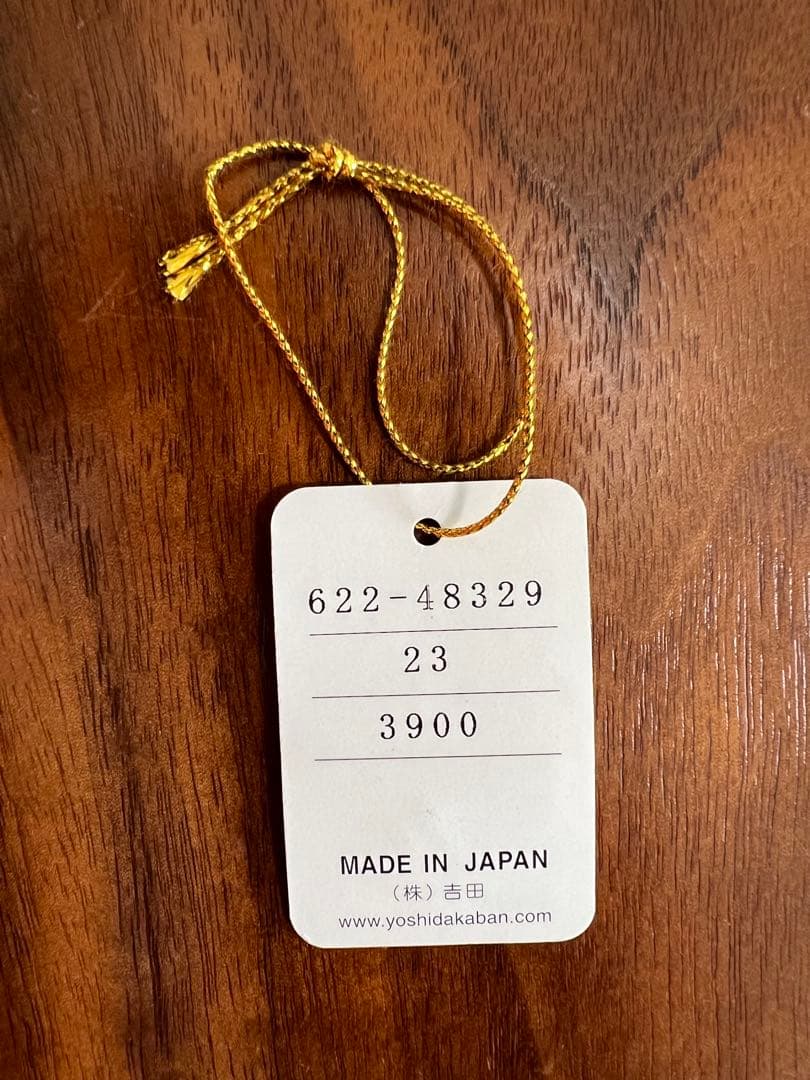 622-48329
23
3900
MADE IN JAPAN
(株)吉田
www.yoshidakaban.com